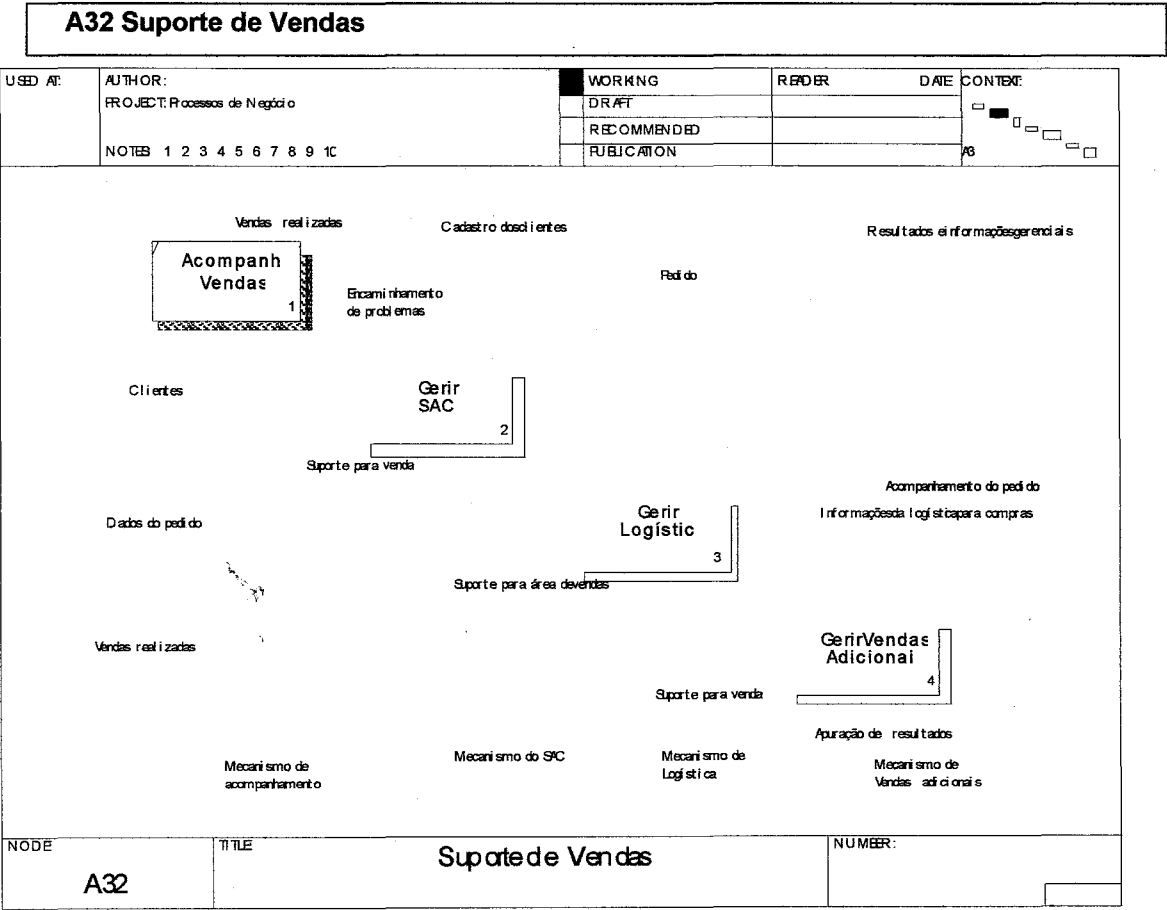 A32 Suporte de Vendas
USED AT:
AUTHOR:
PROJECT: Processos de Negócio
NOTES 1 2 3 4 5 6 7 8 9 10
WORKING
DRAFT
RECOMMENDED
PUBLICATION
READER DATE
CONTEXT:
A3
Vendas realizadas
Cadastro dos clientes
Resultados e informações gerenciais
Acompanh
Vendas
1
Pedido
Encaminhamento
de problemas
Clientes
Gerir
SAC
2
Suporte para venda
Acompanhamento do pedido
Informações da logística para compras
Dados do pedido
Gerir
Logístic
3
Suporte para área de vendas
Vendas realizadas
Gerir Vendas
Adicionai
4
Suporte para venda
Apuração de resultados
Mecanismo de
acompanhamento
Mecanismo do SAC
Mecanismo de
Logística
Mecanismo de
Vendas adicionais
NODE
A32
TITLE
Suporte de Vendas
NUMBER: